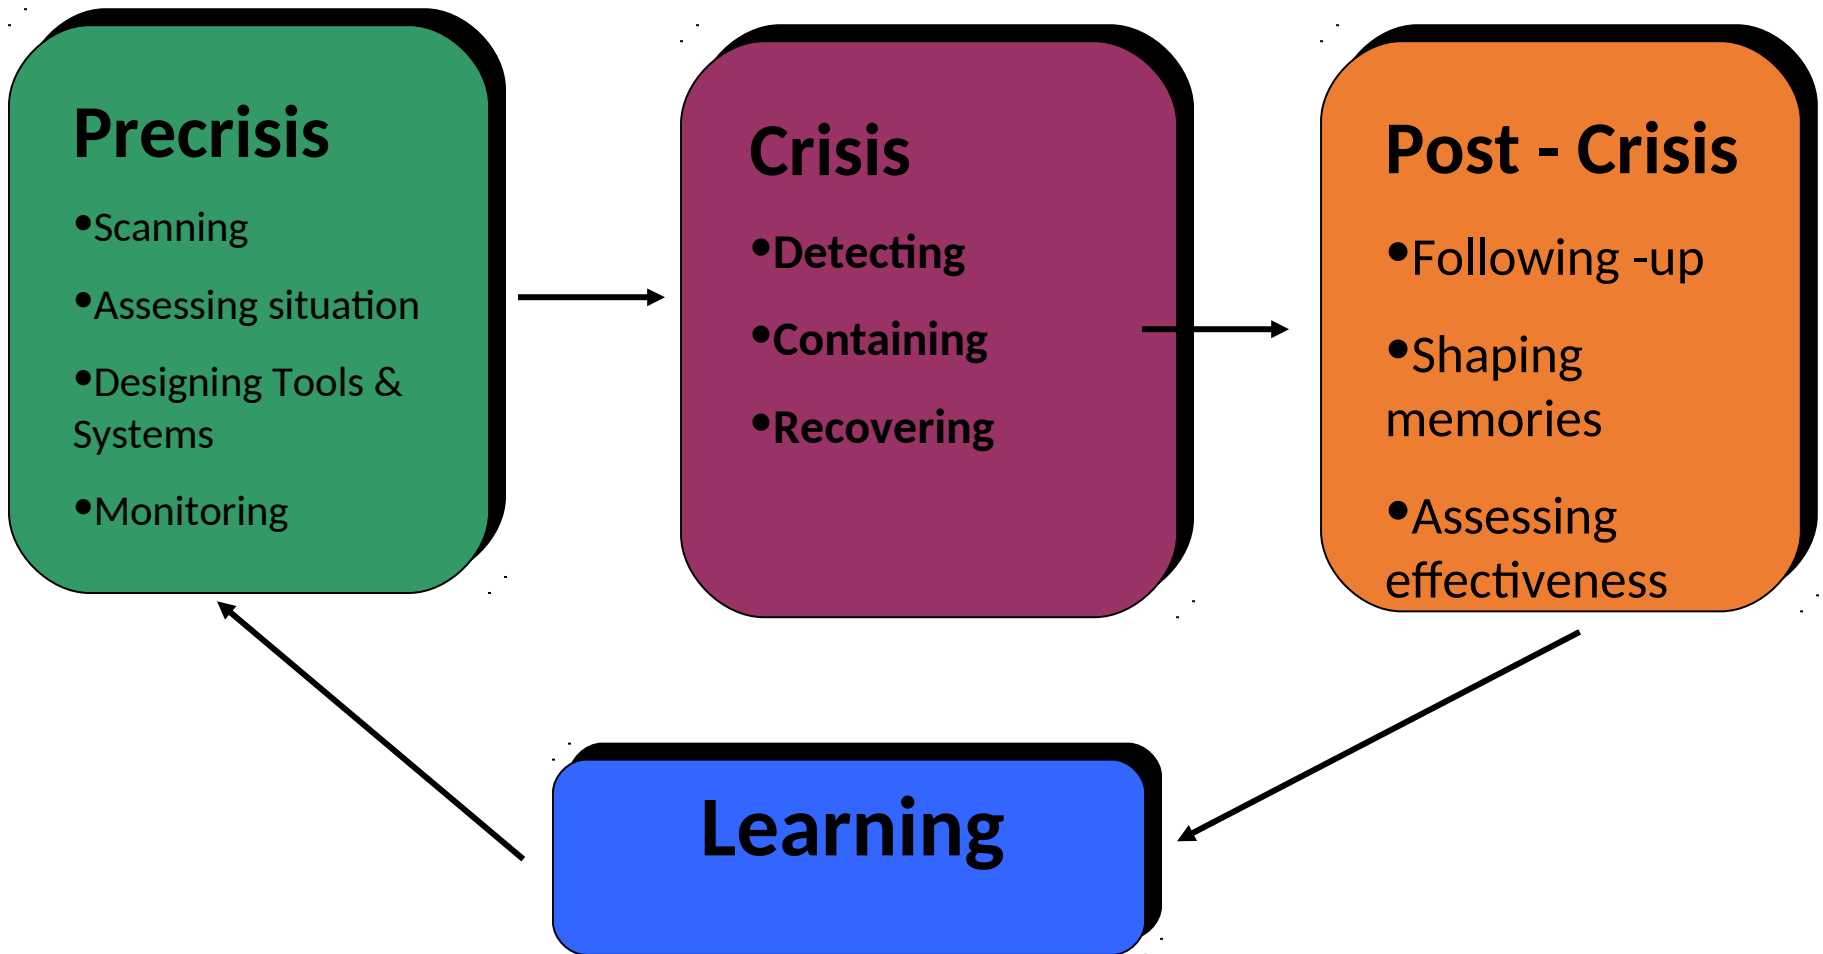 Precrisis
•Scanning
•Assessing situation
•Designing Tools &
Systems
•Monitoring
Crisis
•Detecting
•Containing
•Recovering
Post - Crisis
•Following -up
•Shaping
memories
•Assessing
effectiveness
Learning